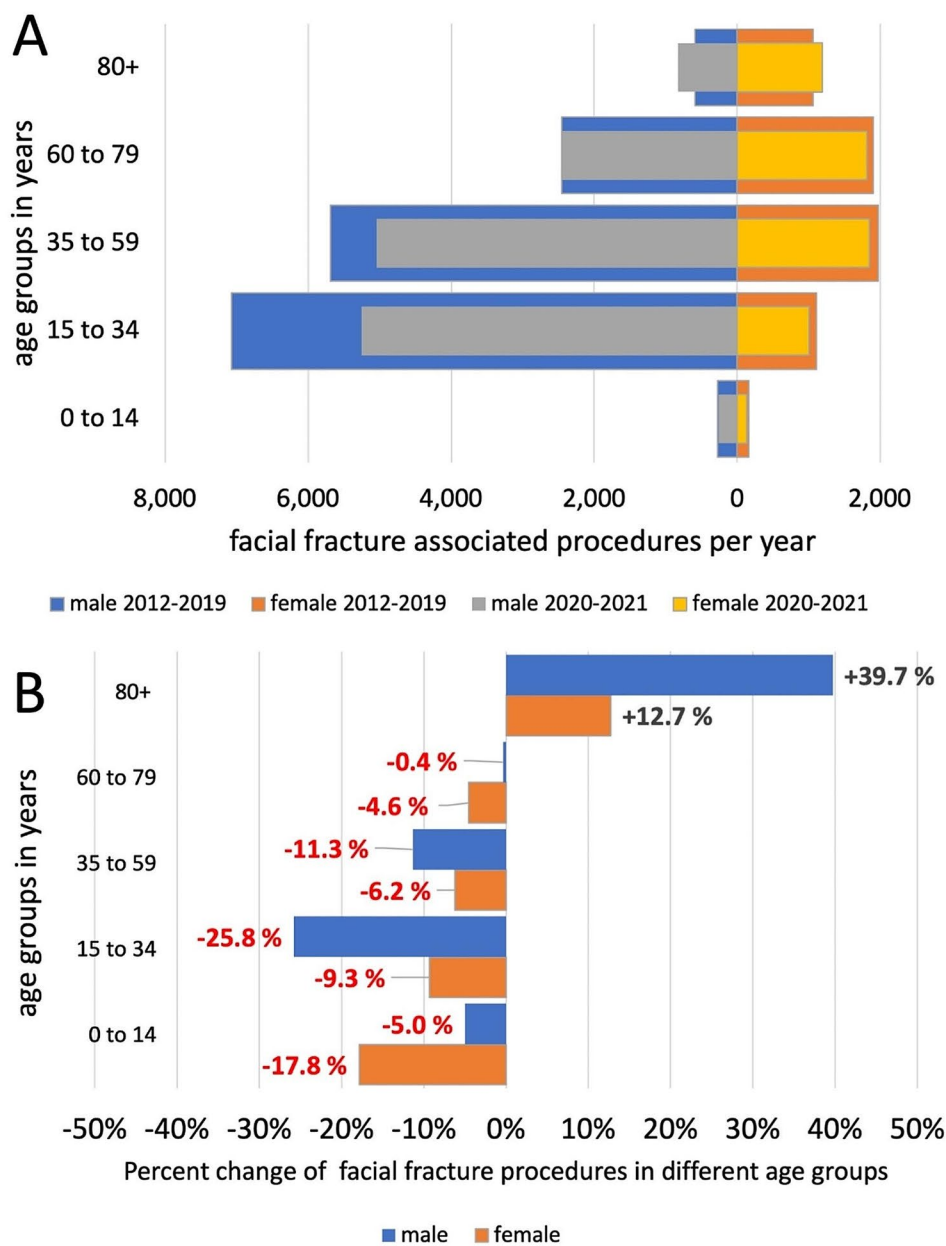 A
80+
60 to 79
35 to 59
15 to 34
0 to 14
age groups in years
8,000 6,000 4,000 2,000 0 2,000
facial fracture associated procedures per year
male 2012-2019 female 2012-2019 male 2020-2021 female 2020-2021
B
80+
+39.7 %
+12.7 %
60 to 79
-0.4 %
-4.6 %
35 to 59
-11.3 %
-6.2 %
15 to 34
-25.8 %
-9.3 %
0 to 14
-5.0 %
-17.8 %
age groups in years
-50% -40% -30% -20% -10% 0% 10% 20% 30% 40% 50%
Percent change of facial fracture procedures in different age groups
male female